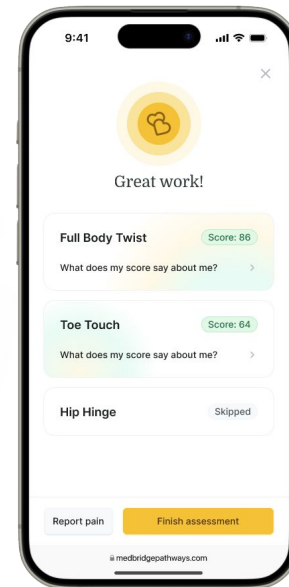 9:41
Great work!
Full Body Twist Score: 86
What does my score say about me?
Toe Touch Score: 64
What does my score say about me?
Hip Hinge Skipped
Report pain Finish assessment
medbridgepathways.com